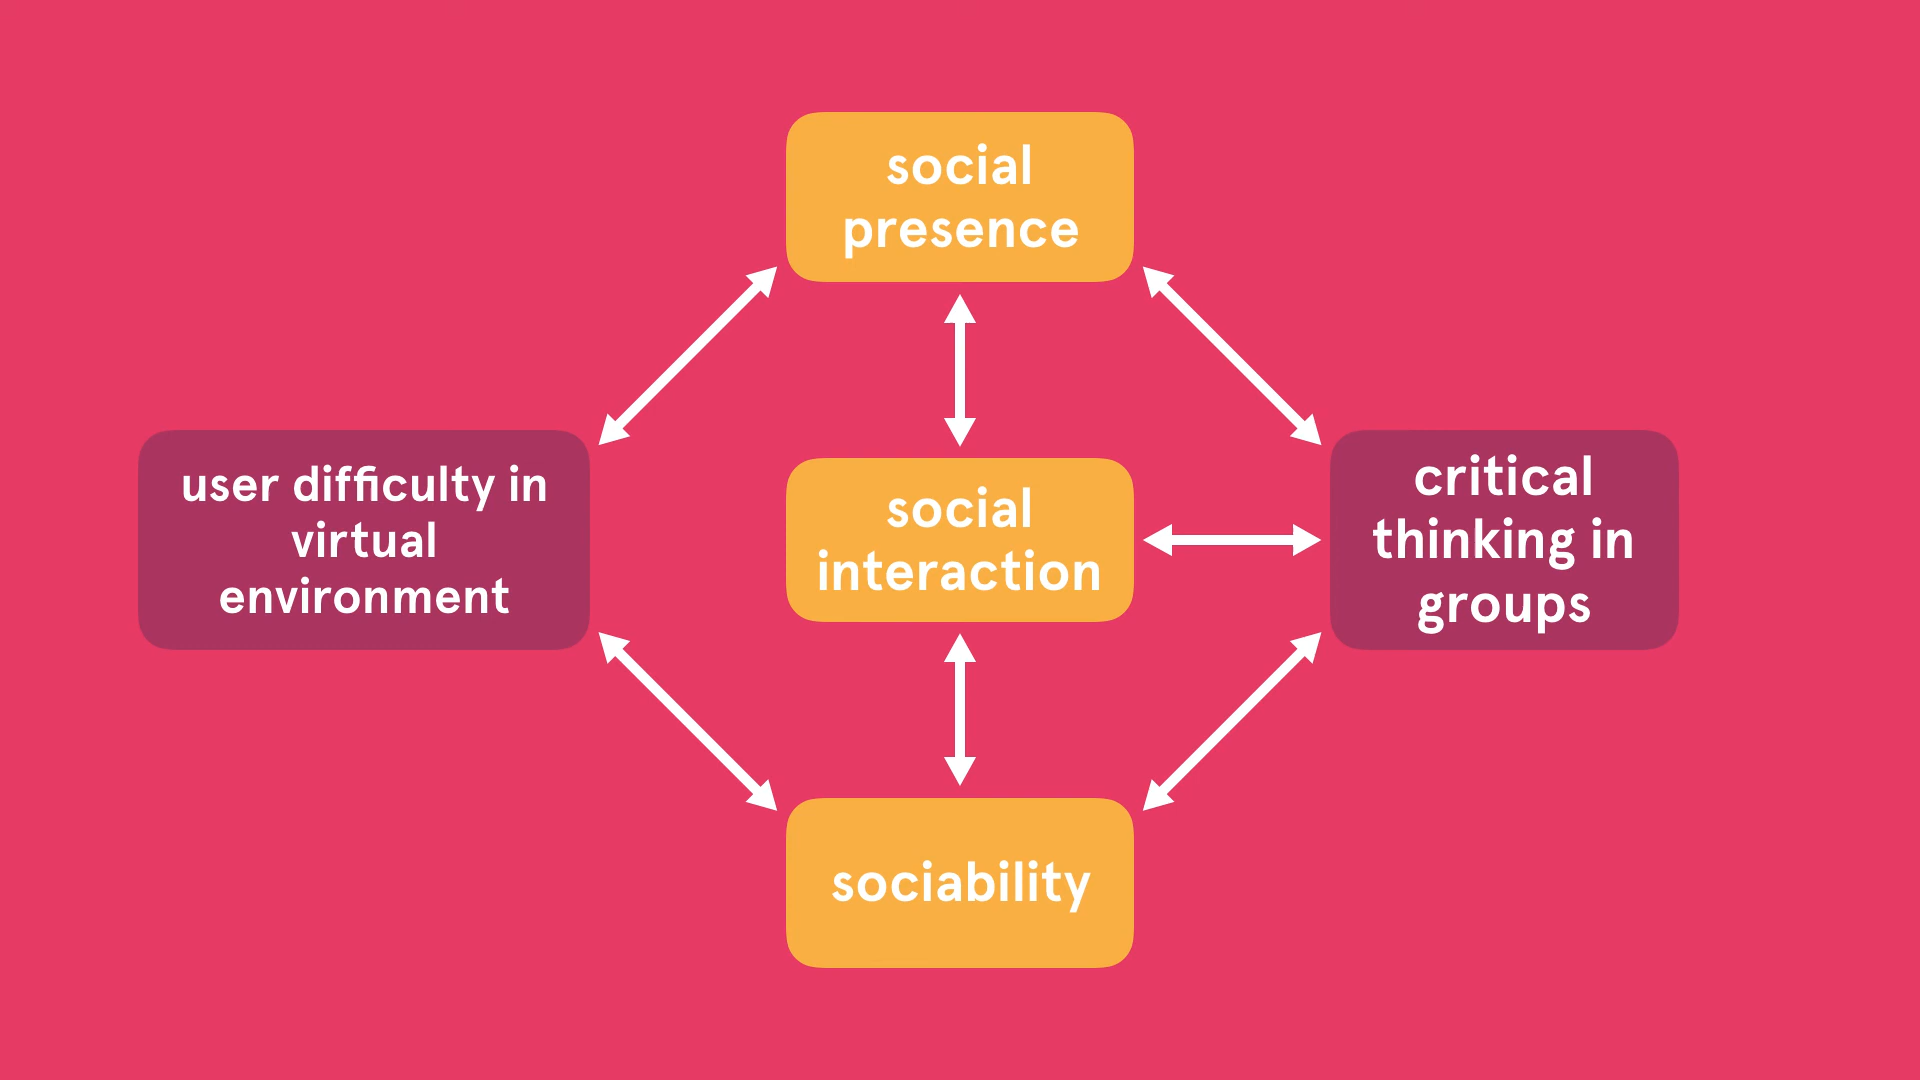 social
presence
user difficulty in
virtual
environment
social
interaction
critical
thinking in
groups
sociability